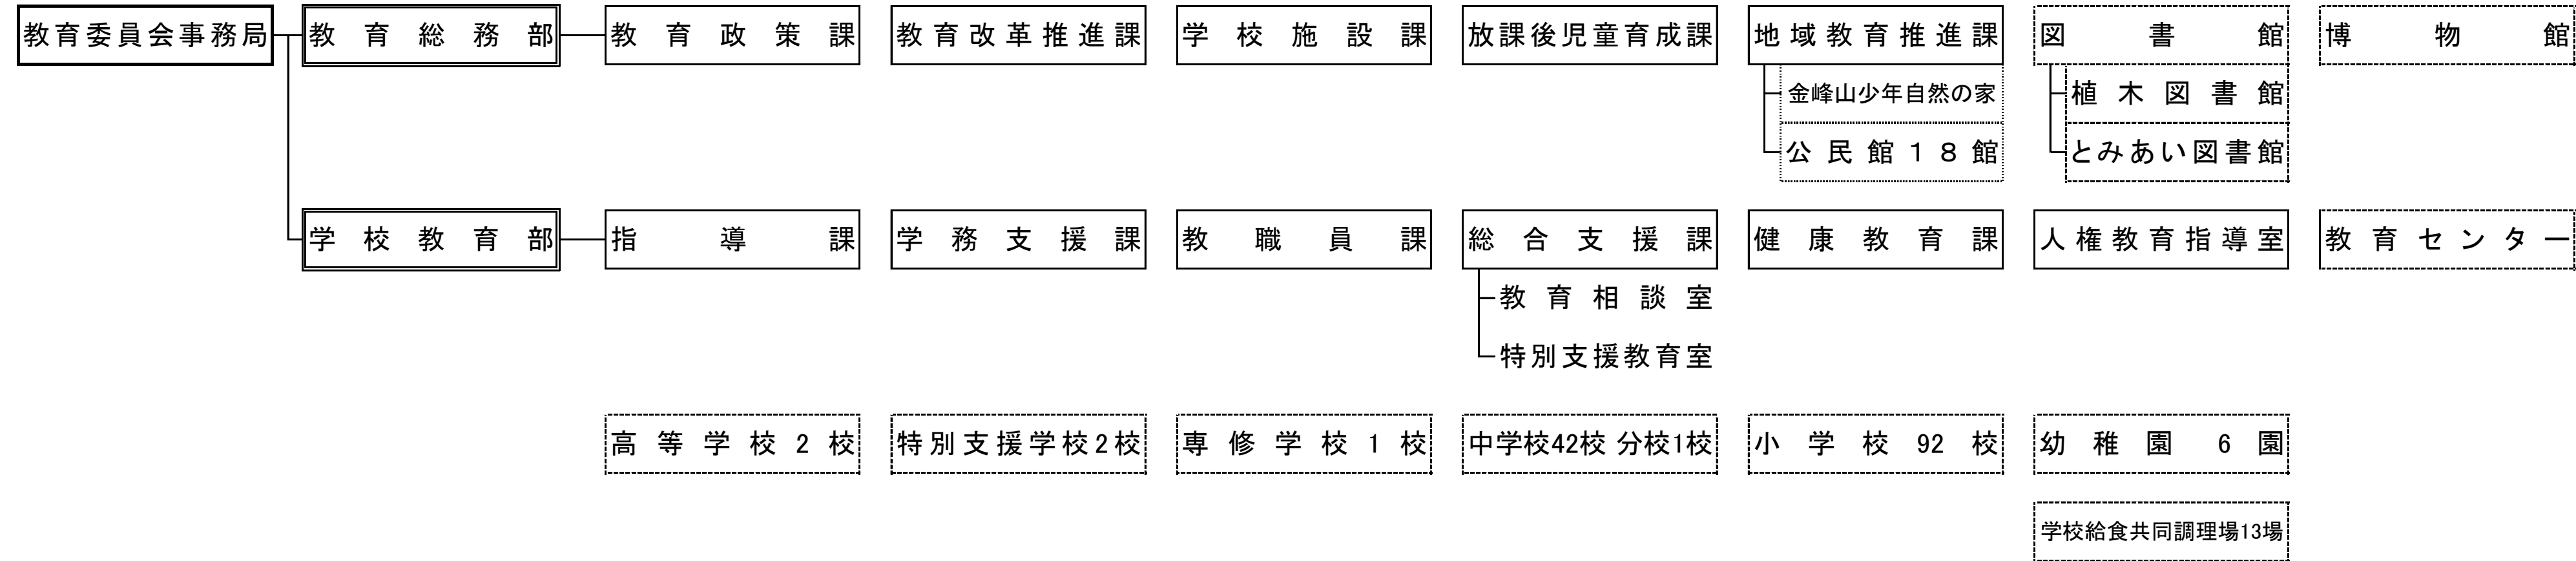 教育委員会事務局 教育総務部 教育政策課 教育改革推進課 学校施設課 放課後児童育成課 地域教育推進課 図書館 博物館
金峰山少年自然の家 植木図書館
公民館１８館 とみあい図書館
学校教育部 指導課 学務支援課 教職員課 総合支援課 健康教育課 人権教育指導室 教育センター
教育相談室
特別支援教育室
高等学校2校 特別支援学校2校 専修学校1校 中学校42校 分校1校 小学校92校 幼稚園 6園
学校給食共同調理場13場